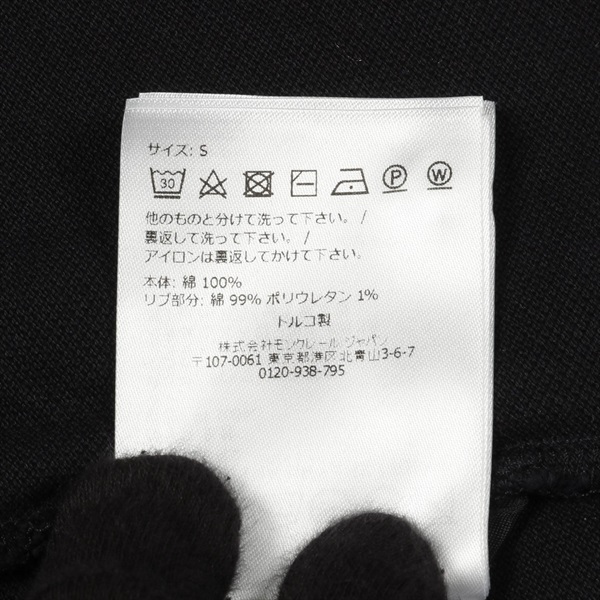 サイズ: S
30 P W
他のものと分けて洗って下さい。/
裏返して洗って下さい。/
アイロンは裏返してかけて下さい。
本体: 綿 100%
リブ部分: 綿 99% ポリウレタン 1%
トルコ製
株式会社モンクレール ジャパン
〒107-0061 東京都港区北青山3-6-7
0120-938-795